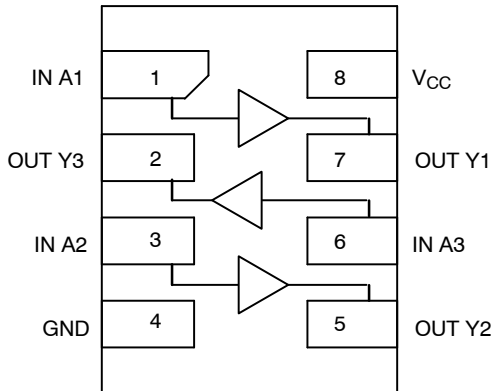 IN A1 1 8 VCC
OUT Y3 2 7 OUT Y1
IN A2 3 6 IN A3
GND 4 5 OUT Y2